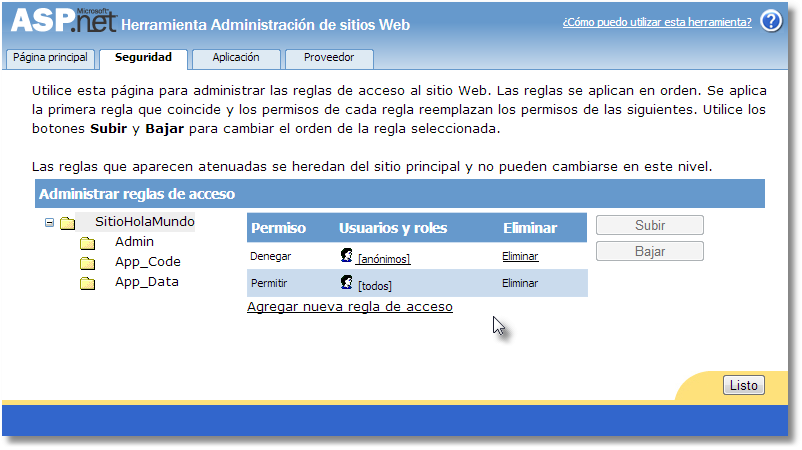 Microsoft
ASP.net Herramienta Administración de sitios Web
¿Cómo puedo utilizar esta herramienta? ?
Página principal Seguridad Aplicación Proveedor
Utilice esta página para administrar las reglas de acceso al sitio Web. Las reglas se aplican en orden. Se aplica
la primera regla que coincide y los permisos de cada regla reemplazan los permisos de las siguientes. Utilice los
botones Subir y Bajar para cambiar el orden de la regla seleccionada.
Las reglas que aparecen atenuadas se heredan del sitio principal y no pueden cambiarse en este nivel.
Administrar reglas de acceso
SitioHolaMundo
Admin
App_Code
App_Data
Permiso Usuarios y roles Eliminar
Denegar [anónimos] Eliminar
Permitir [todos] Eliminar
Agregar nueva regla de acceso
Subir
Bajar
Listo